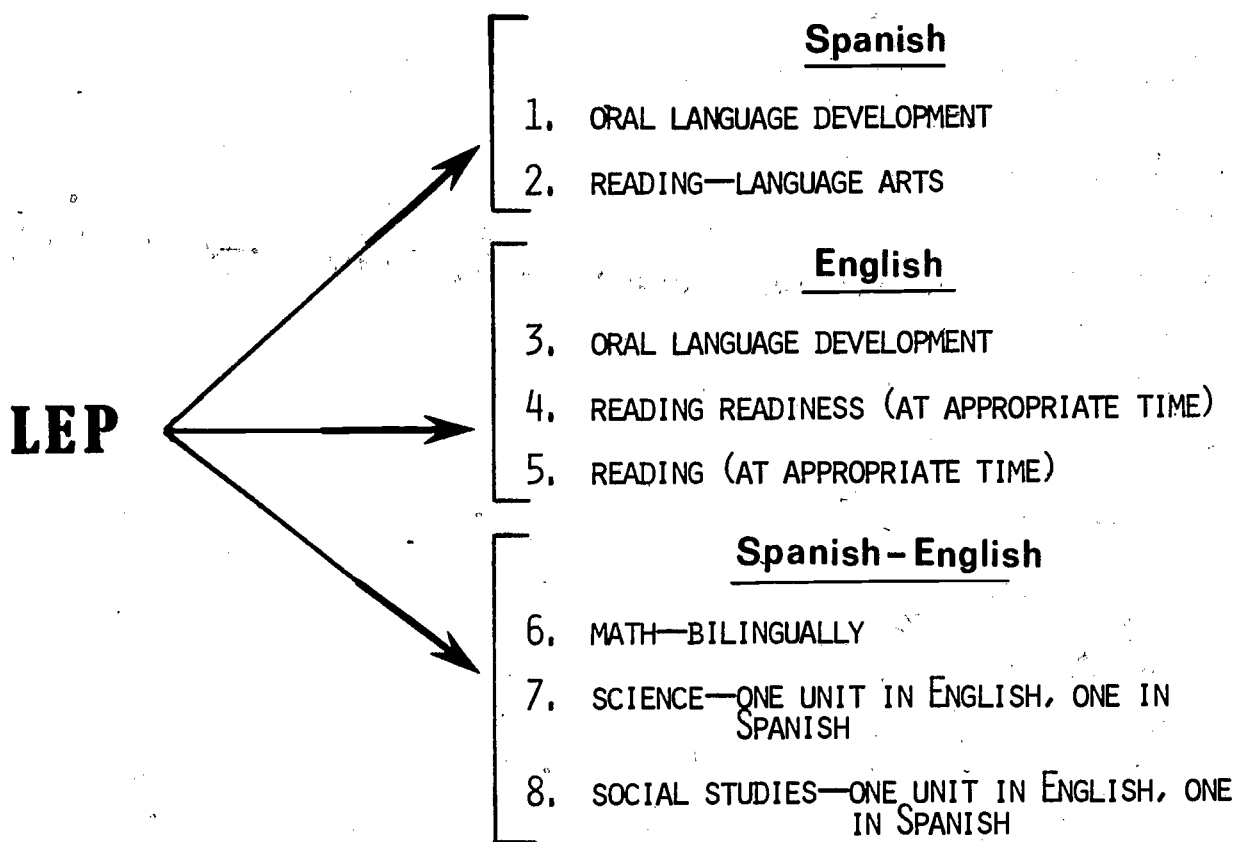 Spanish
1. ORAL LANGUAGE DEVELOPMENT
2. READING—LANGUAGE ARTS
English
3. ORAL LANGUAGE DEVELOPMENT
LEP
4. READING READINESS (AT APPROPRIATE TIME)
5. READING (AT APPROPRIATE TIME)
Spanish-English
6. MATH—BILINGUALLY
7. SCIENCE—ONE UNIT IN ENGLISH, ONE IN
SPANISH
8. SOCIAL STUDIES—ONE UNIT IN ENGLISH, ONE
IN SPANISH